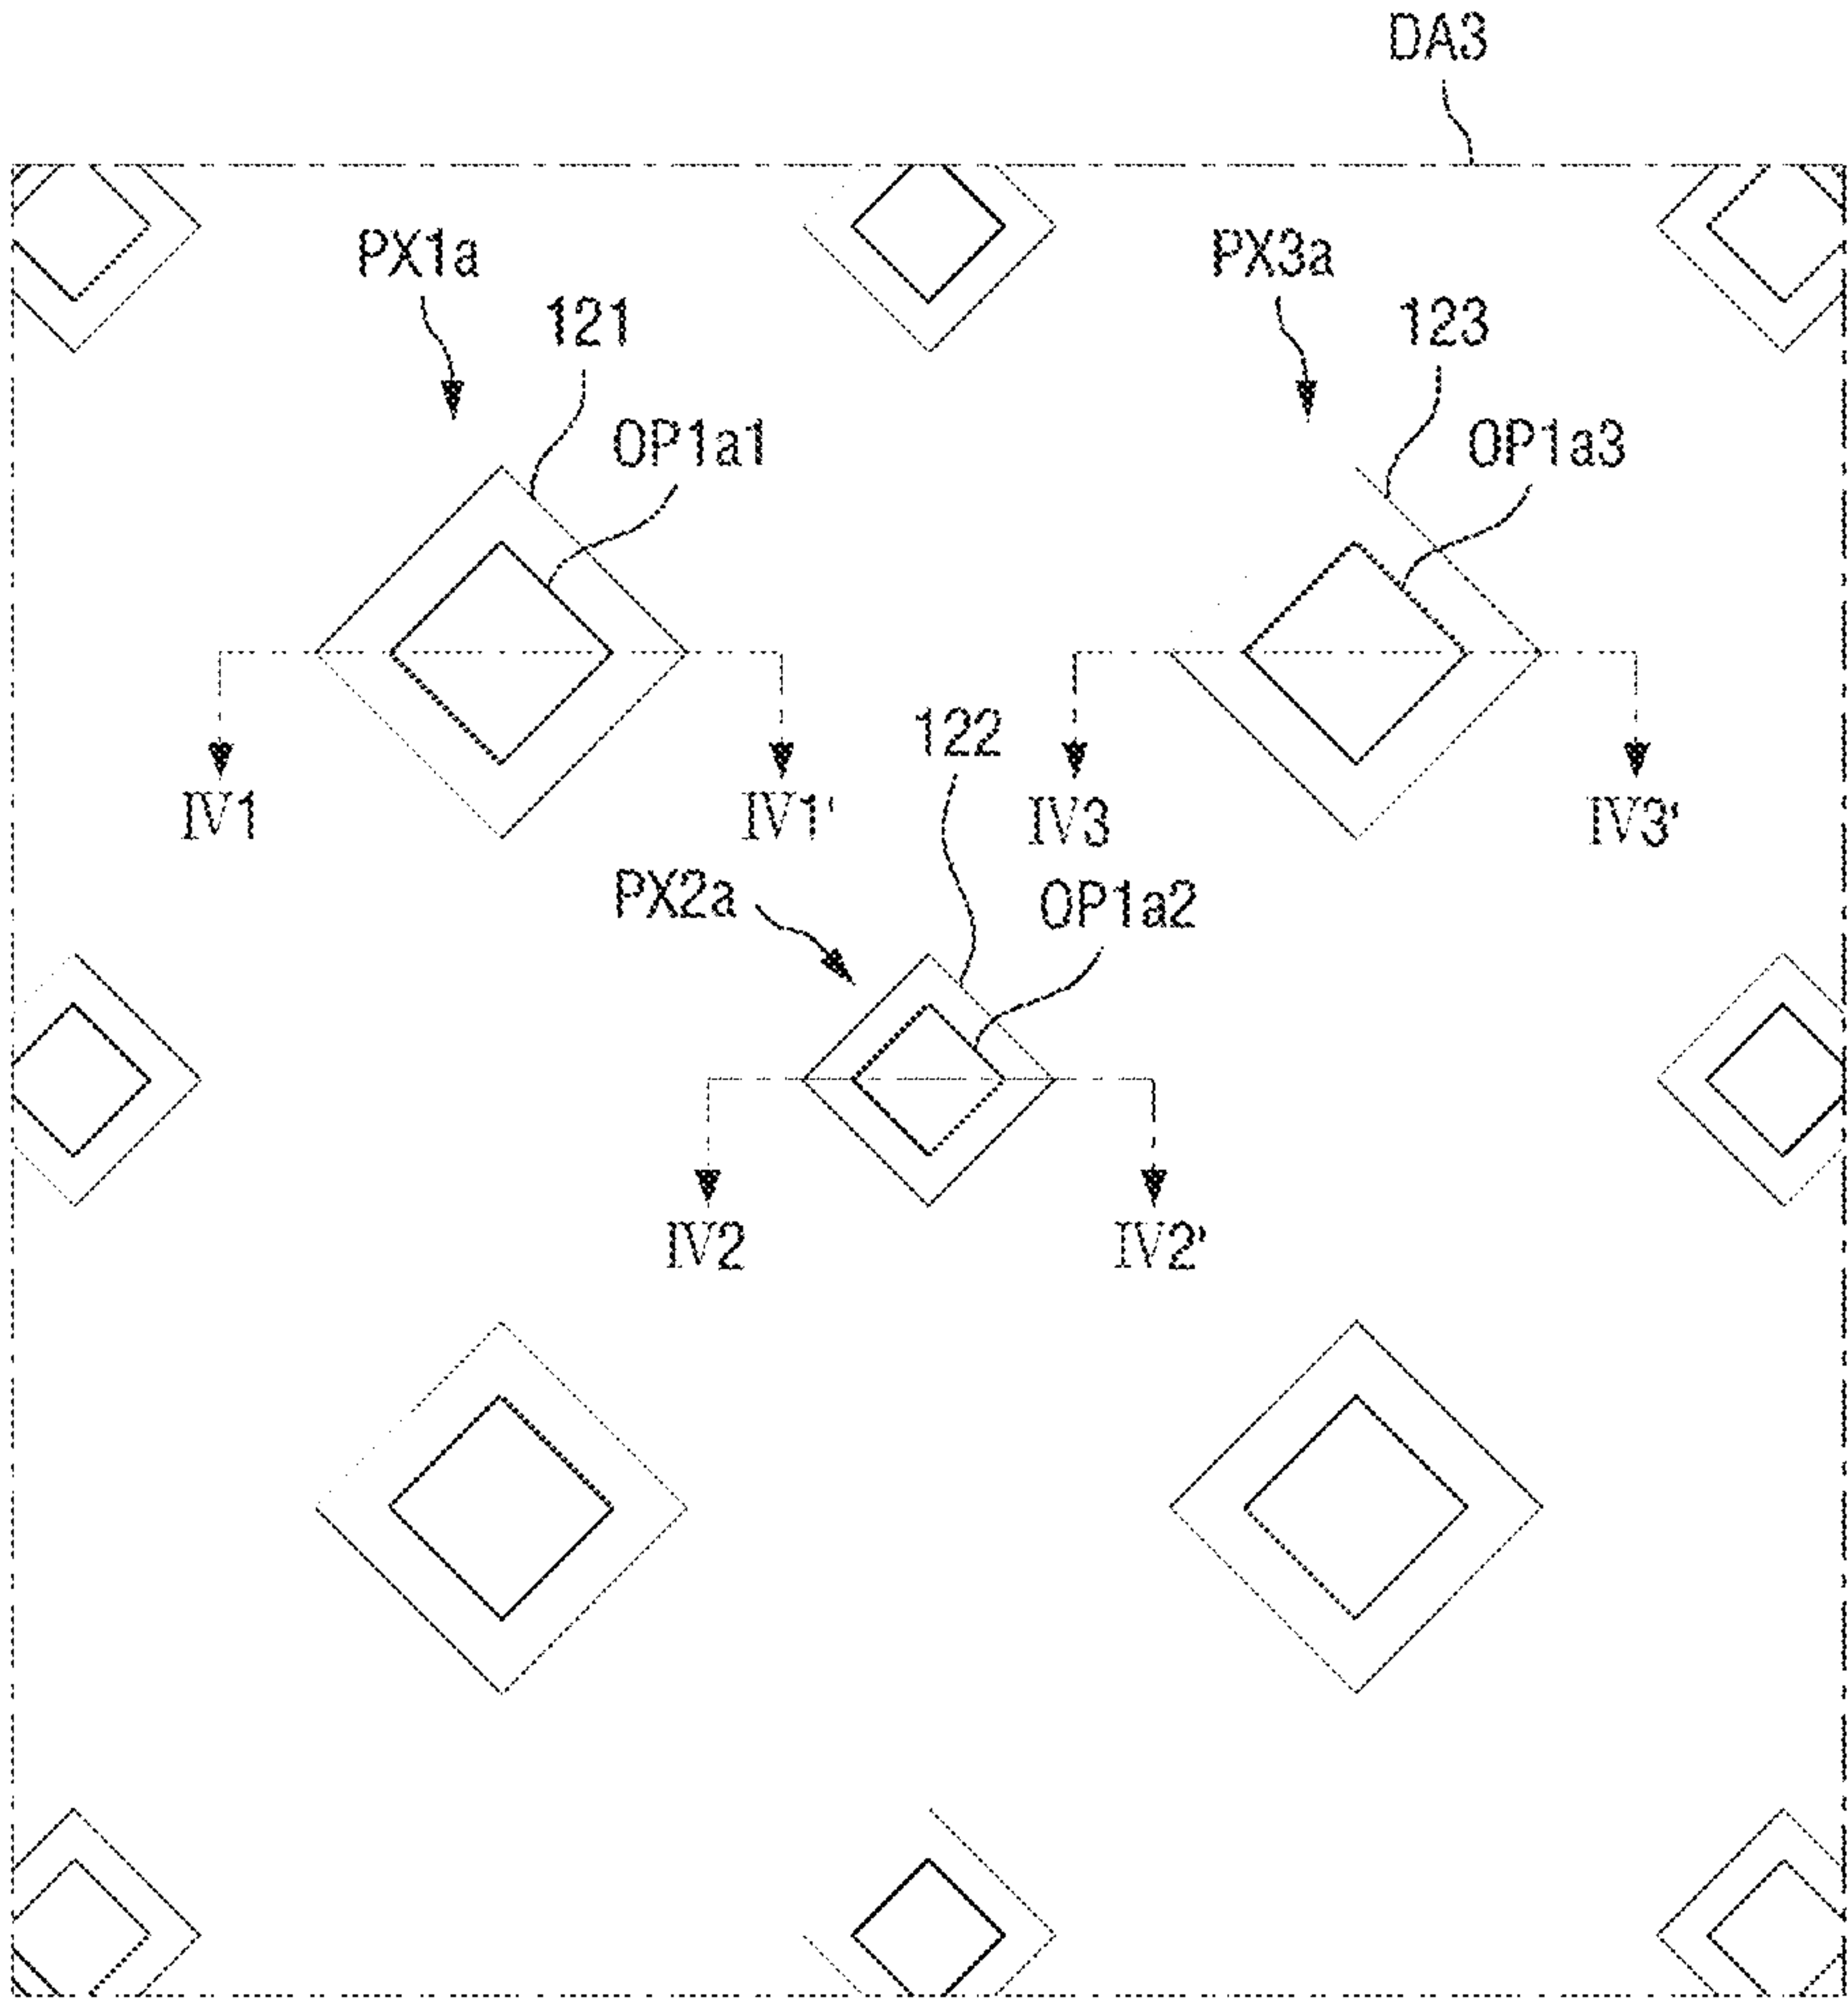 DA3
PX1a
PX3a
121
123
OP1a1
OP1a3
122
IV1
IV1'
IV3
IV3'
PX2a
OP1a2
IV2
IV2'